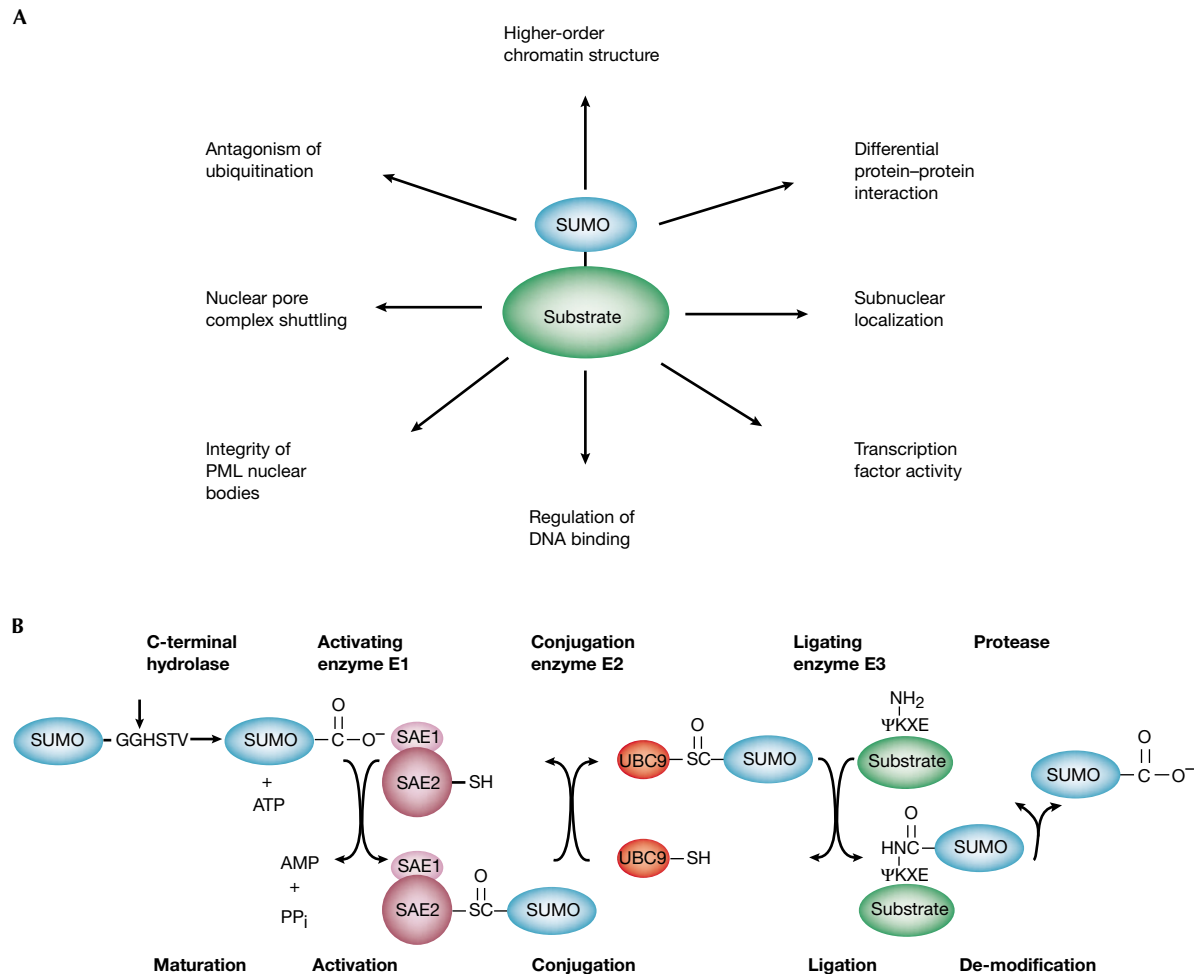 A
Higher-order
chromatin structure
Antagonism of
ubiquitination
Differential
protein–protein
interaction
SUMO
Nuclear pore
complex shuttling
Substrate
Subnuclear
localization
Integrity of
PML nuclear
bodies
Transcription
factor activity
Regulation of
DNA binding
B
C-terminal
hydrolase
Activating
enzyme E1
Conjugation
enzyme E2
Ligating
enzyme E3
Protease
SUMO
GGHSTV
SUMO
O
C
O−
SAE1
SAE2
SH
+
ATP
AMP
+
PPi
SAE1
SAE2
O
SC
SUMO
UBC9
O
SC
SUMO
UBC9
SH
NH2
ΨKXE
Substrate
O
HNC
SUMO
ΨKXE
Substrate
O
SUMO
C
O−
Maturation
Activation
Conjugation
Ligation
De-modification